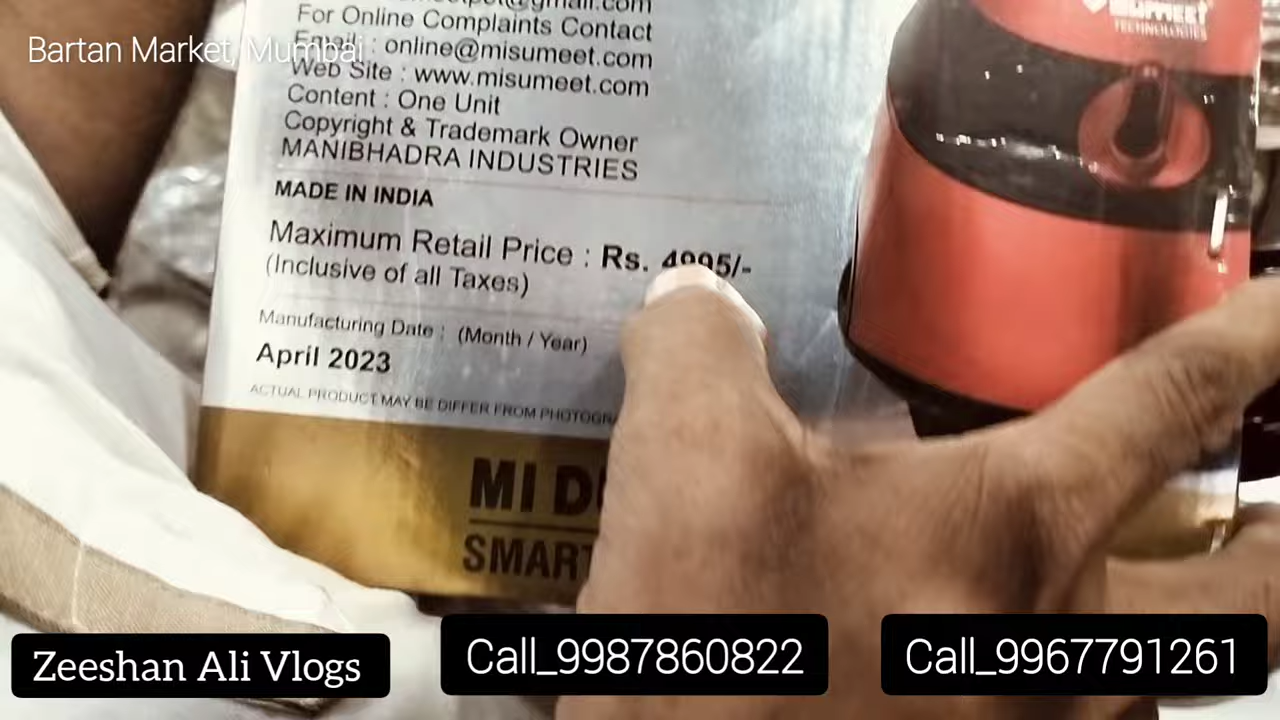 Bartan Market, Mumbai
For Online Complaints Contact
Email : online@misumeet.com
Web Site : www.misumeet.com
Content : One Unit
Copyright & Trademark Owner
MANIBHADRA INDUSTRIES
MADE IN INDIA
Maximum Retail Price : Rs. 4995/-
(Inclusive of all Taxes)
Manufacturing Date : (Month / Year)
April 2023
ACTUAL PRODUCT MAY BE DIFFER FROM
MI
SMART
TECHNOLOGIES
Zeeshan Ali Vlogs
Call_9987860822
Call_9967791261